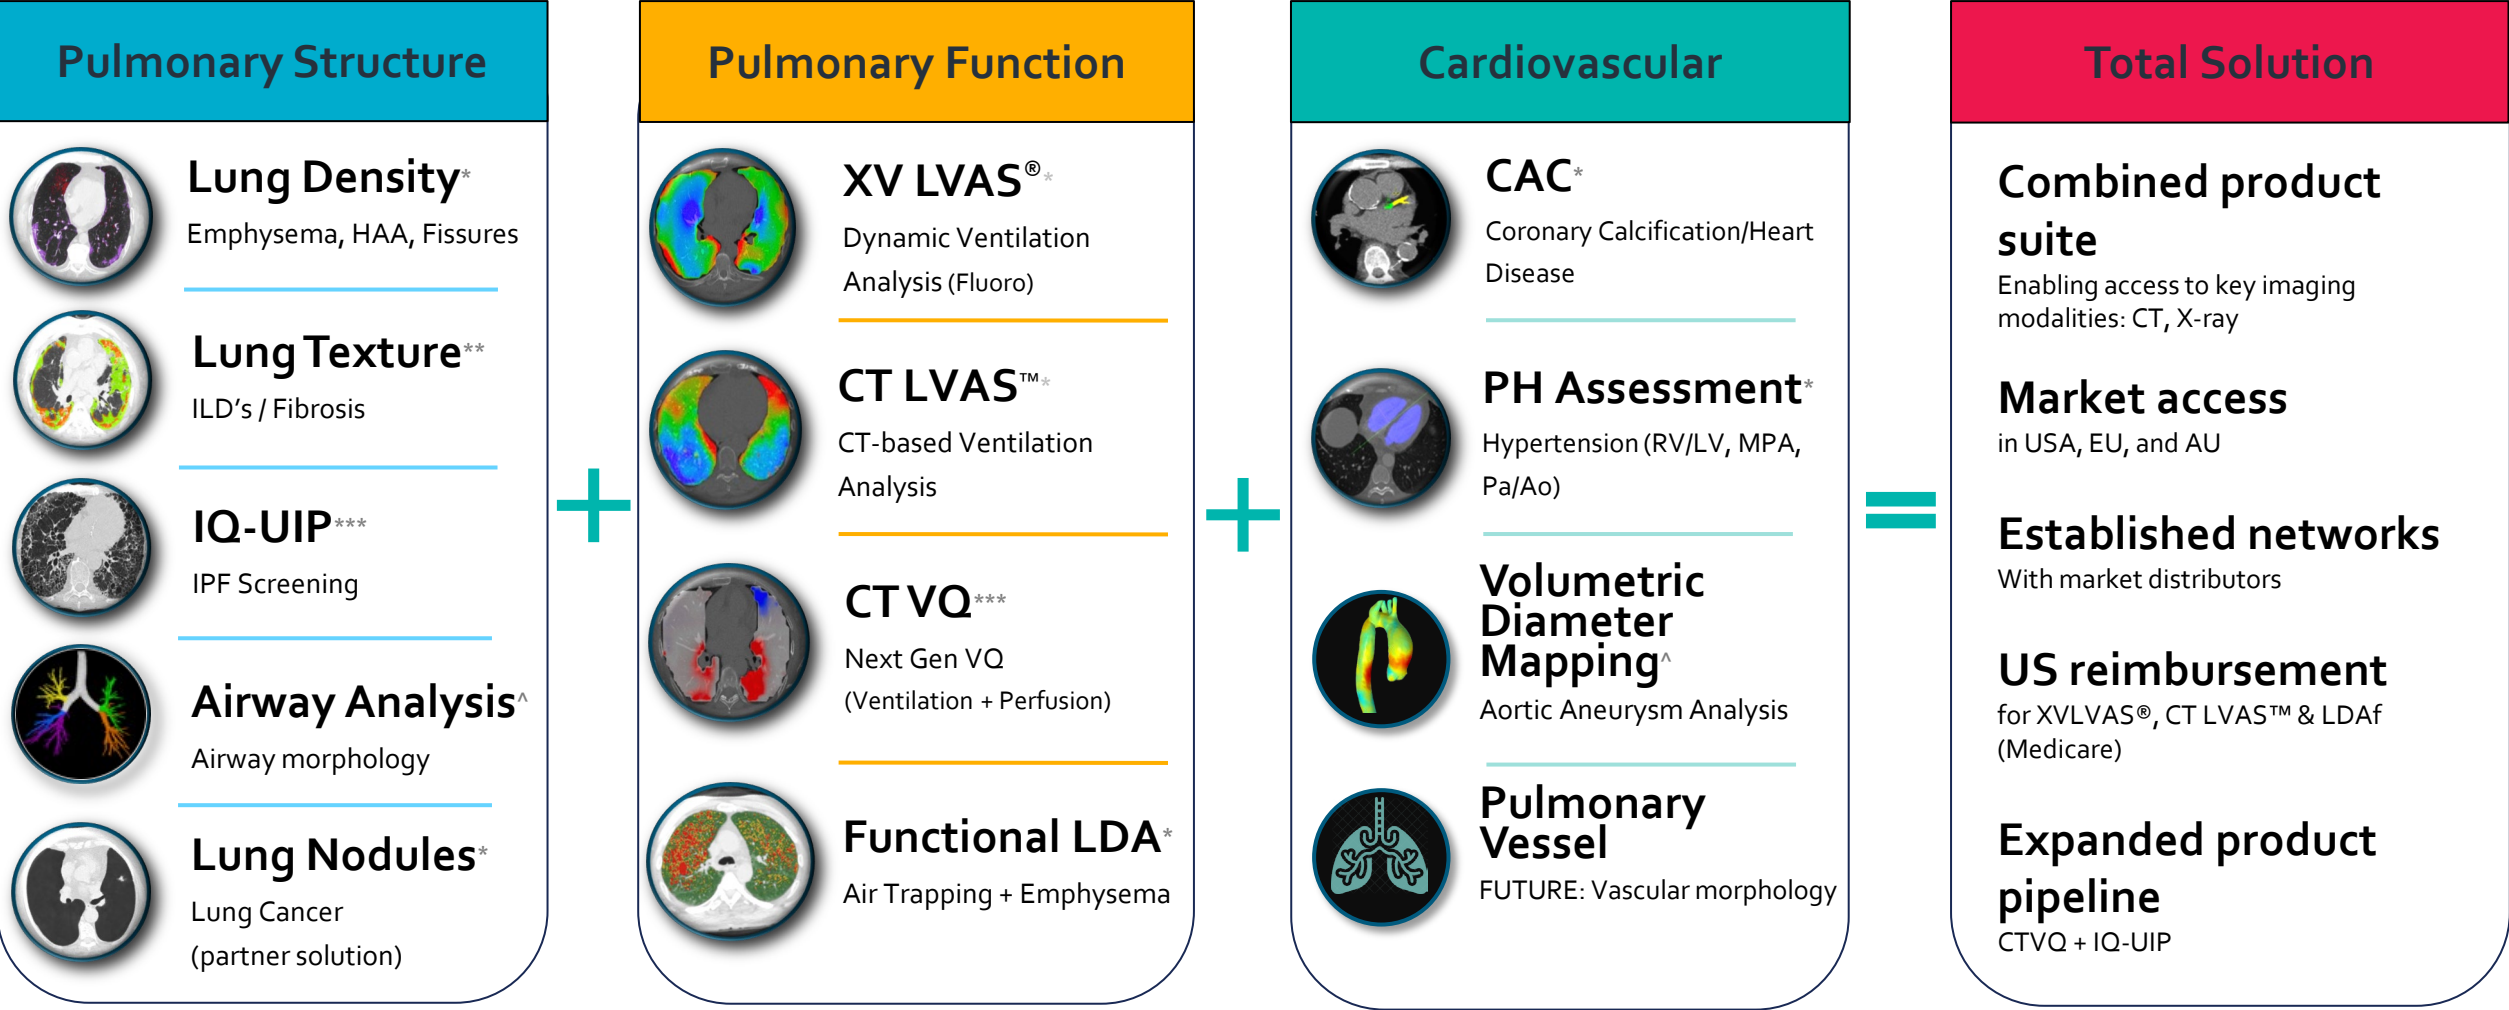 Pulmonary Structure
Lung Density*
Emphysema, HAA, Fissures
Lung Texture**
ILD's / Fibrosis
IQ-UIP***
IPF Screening
Airway Analysis^
Airway morphology
Lung Nodules*
Lung Cancer
(partner solution)
+
Pulmonary Function
XV LVAS®*
Dynamic Ventilation
Analysis (Fluoro)
CT LVAS™*
CT-based Ventilation
Analysis
CT VQ***
Next Gen VQ
(Ventilation + Perfusion)
Functional LDA*
Air Trapping + Emphysema
+
Cardiovascular
CAC*
Coronary Calcification/Heart
Disease
PH Assessment*
Hypertension (RV/LV, MPA,
Pa/Ao)
Volumetric
Diameter
Mapping^
Aortic Aneurysm Analysis
Pulmonary
Vessel
FUTURE: Vascular morphology
=
Total Solution
Combined product
suite
Enabling access to key imaging
modalities: CT, X-ray
Market access
in USA, EU, and AU
Established networks
With market distributors
US reimbursement
for XVLVAS®, CT LVAS™ & LDAf
(Medicare)
Expanded product
pipeline
CTVQ + IQ-UIP